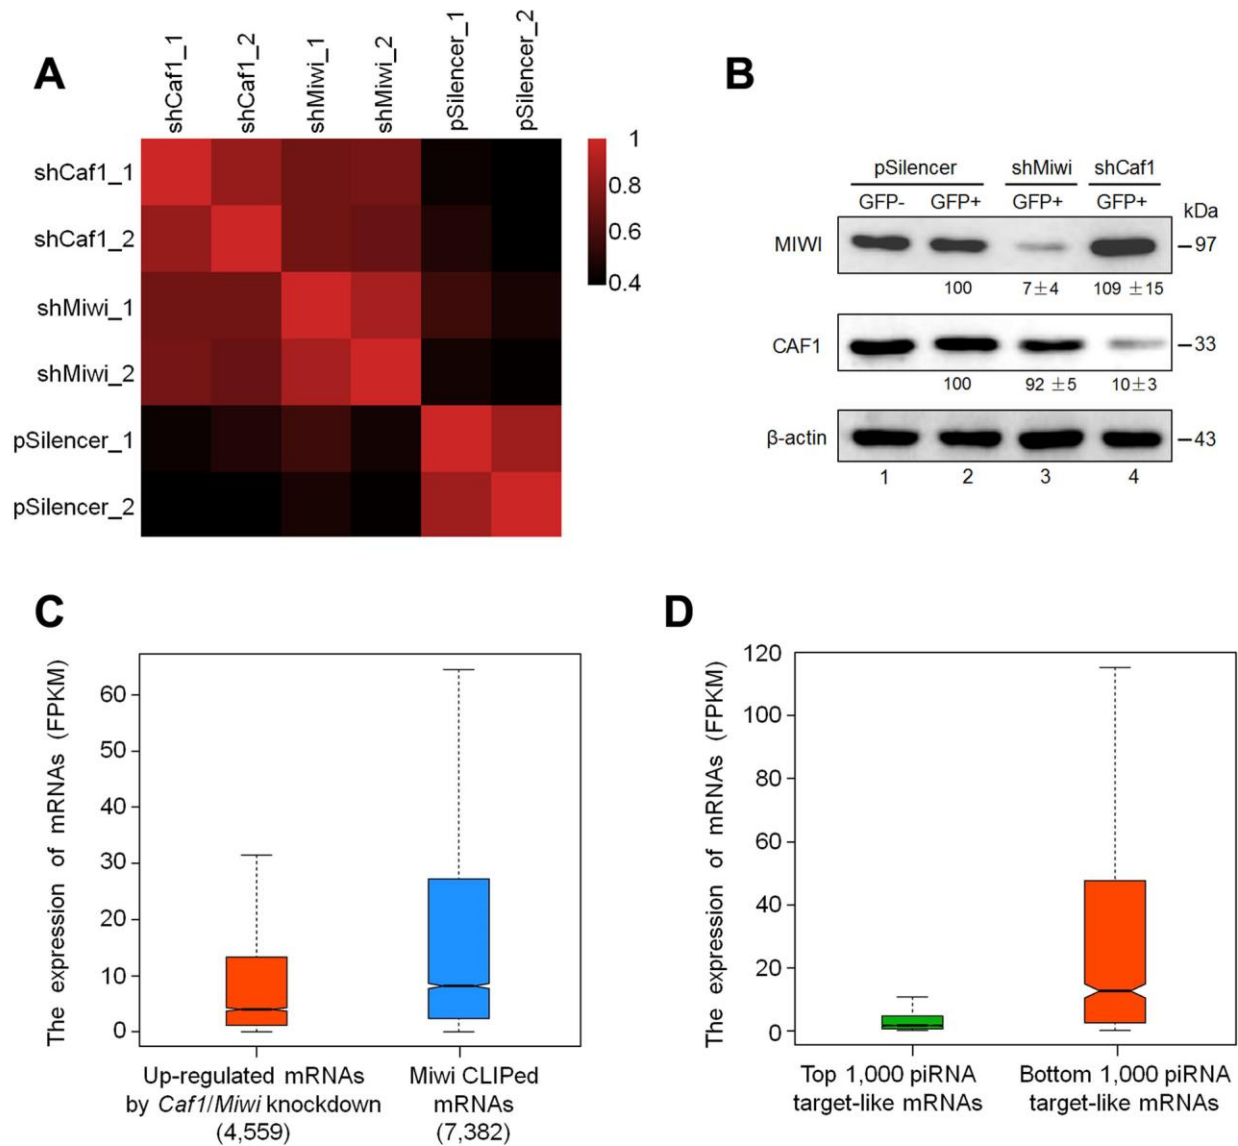 A
shCaf1_1
shCaf1_2
shMiwi_1
shMiwi_2
pSilencer_1
pSilencer_2
shCaf1_1
shCaf1_2
shMiwi_1
shMiwi_2
pSilencer_1
pSilencer_2
1
0.8
0.6
0.4
B
pSilencer shMiwi shCaf1
GFP- GFP+ GFP+ GFP+ kDa
MIWI –97
100 7±4 109 ±15
CAF1 –33
100 92 ±5 10±3
β-actin –43
1 2 3 4
C
The expression of mRNAs (FPKM)
60
50
40
30
20
10
0
Up-regulated mRNAs
by Caf1/Miwi knockdown
(4,559)
Miwi CLIPed
mRNAs
(7,382)
D
The expression of mRNAs (FPKM)
120
100
80
60
40
20
0
Top 1,000 piRNA
target-like mRNAs
Bottom 1,000 piRNA
target-like mRNAs